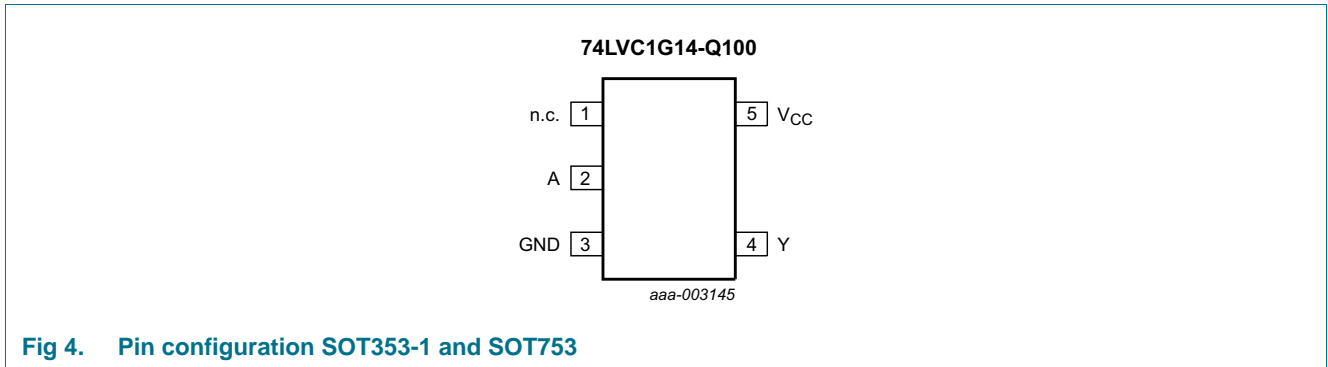 74LVC1G14-Q100
n.c. 1 5 VCC
A 2
GND 3 4 Y
aaa-003145
Fig 4. Pin configuration SOT353-1 and SOT753